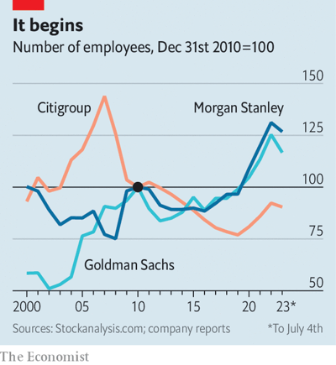 It begins
Number of employees, Dec 31st 2010=100
150
Citigroup
Morgan Stanley
125
100
75
Goldman Sachs
50
2000 05 10 15 20 23*
Sources: Stockanalysis.com; company reports *To July 4th
The Economist